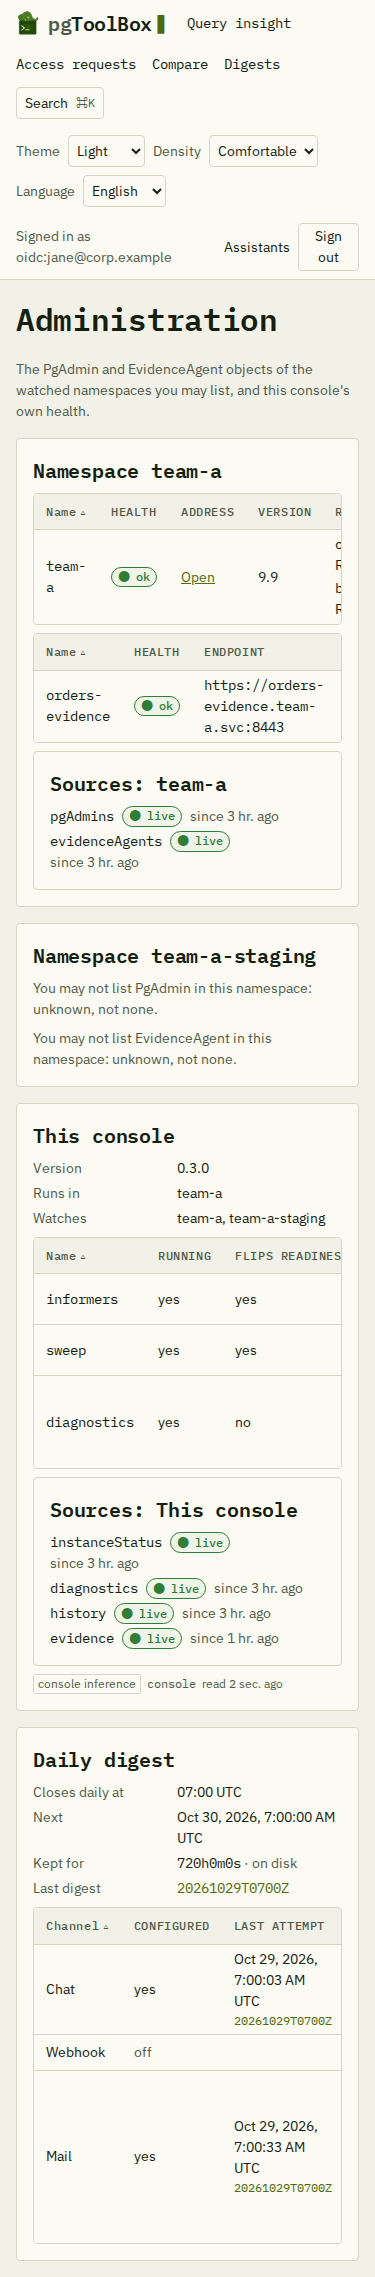 pgToolBox Query insight
Access requests Compare Digests
Search ⌘K
Theme Light Density Comfortable
Language English
Signed in as
oidc:jane@corp.example
Assistants
Sign
out
Administration
The PgAdmin and EvidenceAgent objects of the
watched namespaces you may list, and this console's
own health.
Namespace team-a
Name HEALTH ADDRESS VERSION
team-
a
ok Open 9.9
Name HEALTH ENDPOINT
orders-
evidence
ok
https://orders-
evidence.team-
a.svc:8443
Sources: team-a
pgAdmins live since 3 hr. ago
evidenceAgents live
since 3 hr. ago
Namespace team-a-staging
You may not list PgAdmin in this namespace:
unknown, not none.
You may not list EvidenceAgent in this
namespace: unknown, not none.
This console
Version 0.3.0
Runs in team-a
Watches team-a, team-a-staging
Name RUNNING FLIPS READINES
informers yes yes
sweep yes yes
diagnostics yes no
Sources: This console
instanceStatus live
since 3 hr. ago
diagnostics live since 3 hr. ago
history live since 3 hr. ago
evidence live since 1 hr. ago
console inference console read 2 sec. ago
Daily digest
Closes daily at 07:00 UTC
Next Oct 30, 2026, 7:00:00 AM
UTC
Kept for 720h0m0s · on disk
Last digest 20261029T0700Z
Channel CONFIGURED LAST ATTEMPT
Chat yes
Oct 29, 2026,
7:00:03 AM
UTC
20261029T0700Z
Webhook off
Mail yes
Oct 29, 2026,
7:00:33 AM
UTC
20261029T0700Z